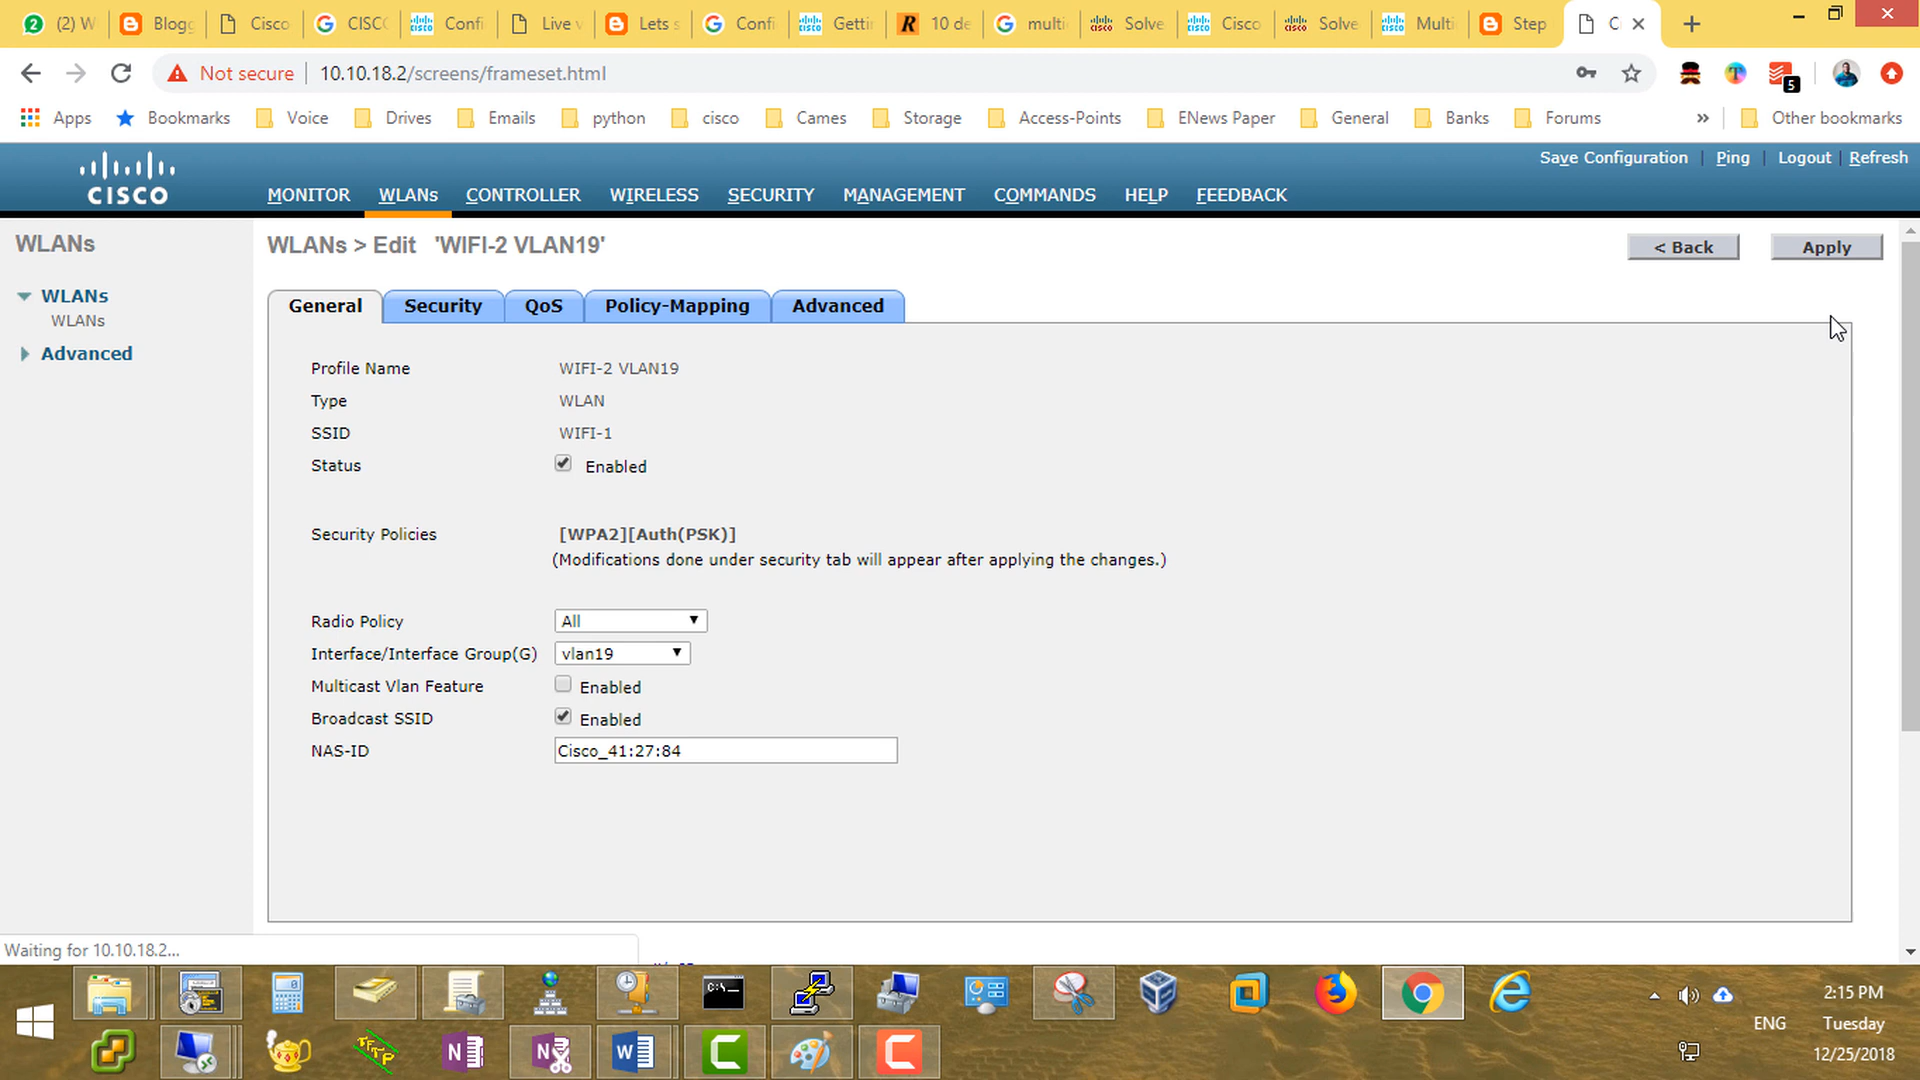 (2) W
Blogg
Cisco
CISC
Confi
Live v
Lets s
Confi
Gettin
10 de
multi
Solve
Cisco
Solve
Multi
Step
C
Not secure
10.10.18.2/screens/frameset.html
5
Apps
Bookmarks
Voice
Drives
Emails
python
cisco
Cames
Storage
Access-Points
ENews Paper
General
Banks
Forums
»
Other bookmarks
Save Configuration | Ping | Logout | Refresh
CISCO
MONITOR WLANs CONTROLLER WIRELESS SECURITY MANAGEMENT COMMANDS HELP FEEDBACK
WLANs
WLANs
WLANs
Advanced
WLANs > Edit 'WIFI-2 VLAN19'
< Back
Apply
General
Security
QoS
Policy-Mapping
Advanced
Profile Name WIFI-2 VLAN19
Type WLAN
SSID WIFI-1
Status Enabled
Security Policies [WPA2][Auth(PSK)]
(Modifications done under security tab will appear after applying the changes.)
Radio Policy All
Interface/Interface Group(G) vlan19
Multicast Vlan Feature Enabled
Broadcast SSID Enabled
NAS-ID Cisco_41:27:84
Waiting for 10.10.18.2...
2:15 PM
ENG
Tuesday
12/25/2018